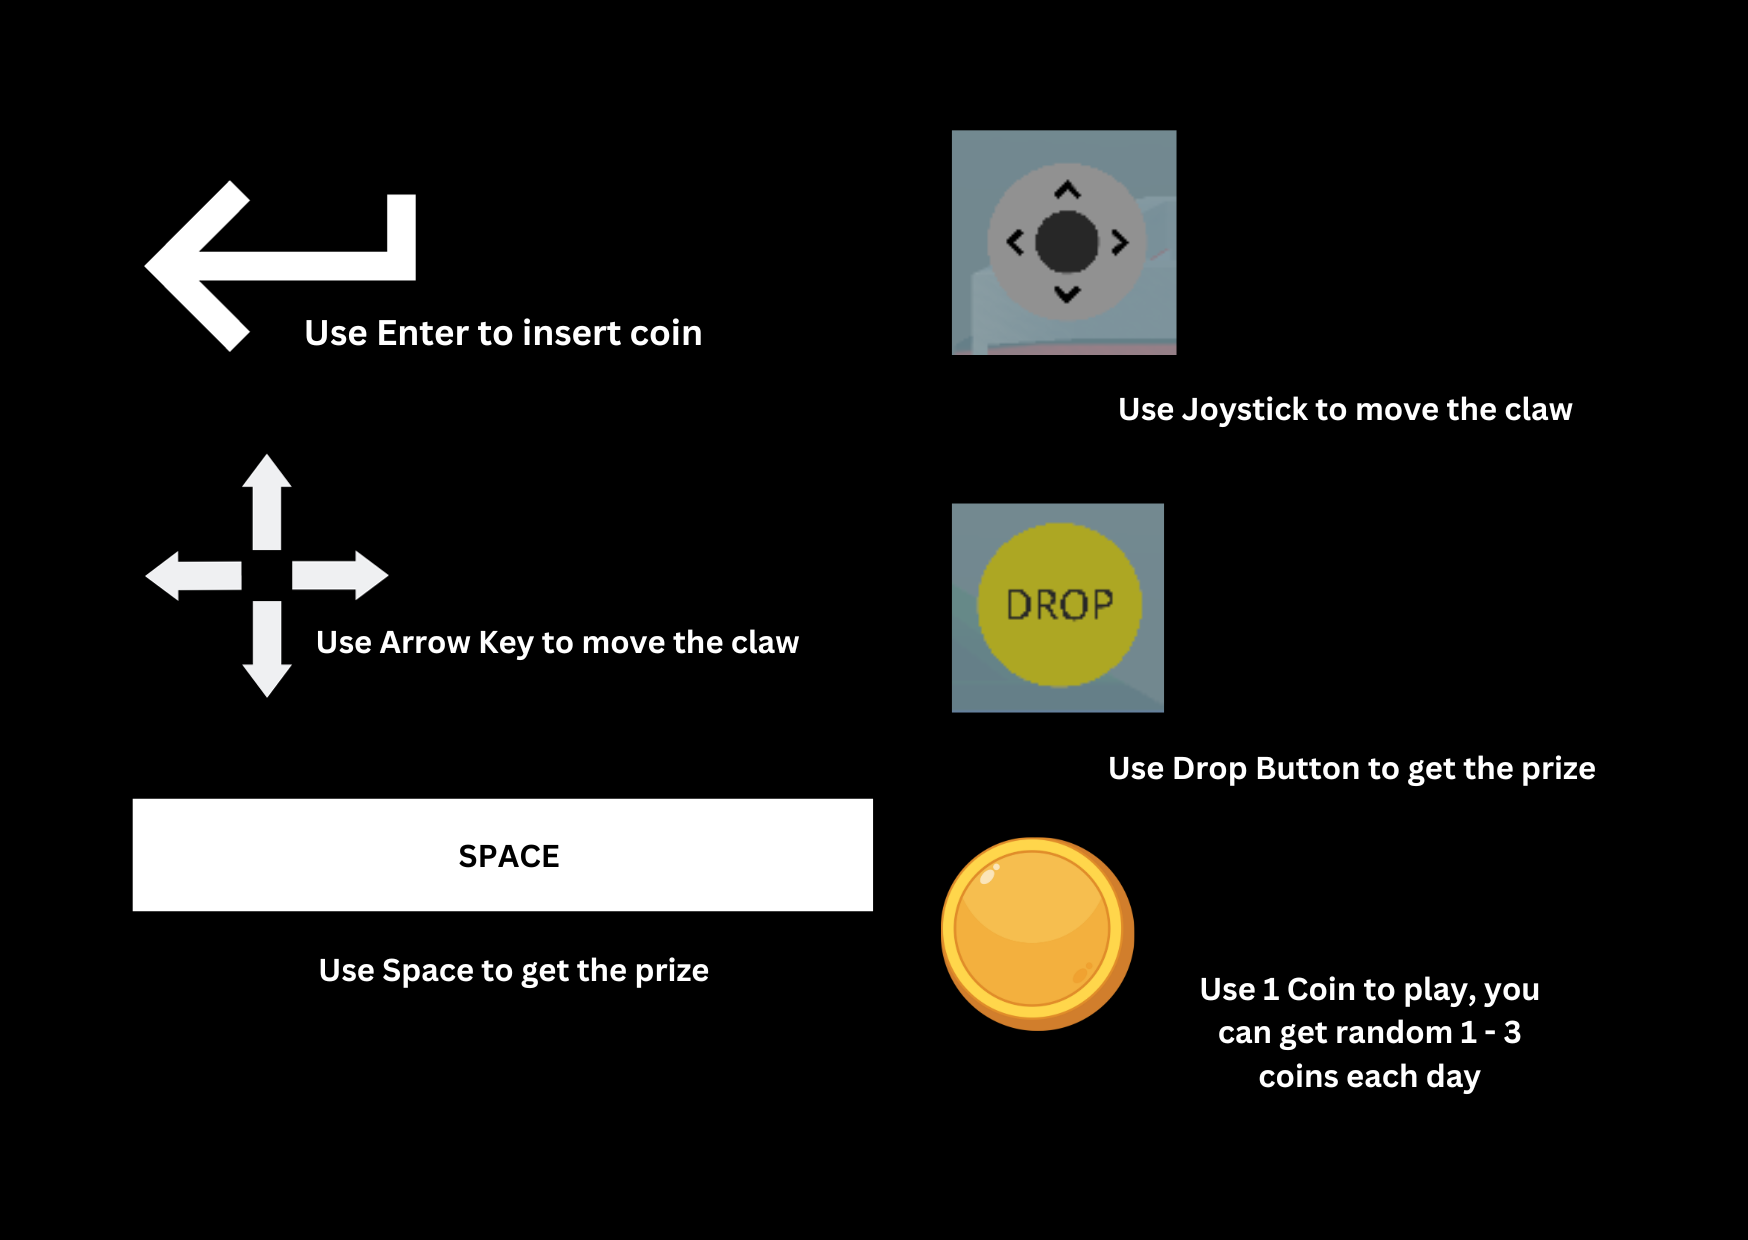 Use Enter to insert coin
Use Arrow Key to move the claw
SPACE
Use Space to get the prize
Use Joystick to move the claw
DROP
Use Drop Button to get the prize
Use 1 Coin to play, you
can get random 1 - 3
coins each day